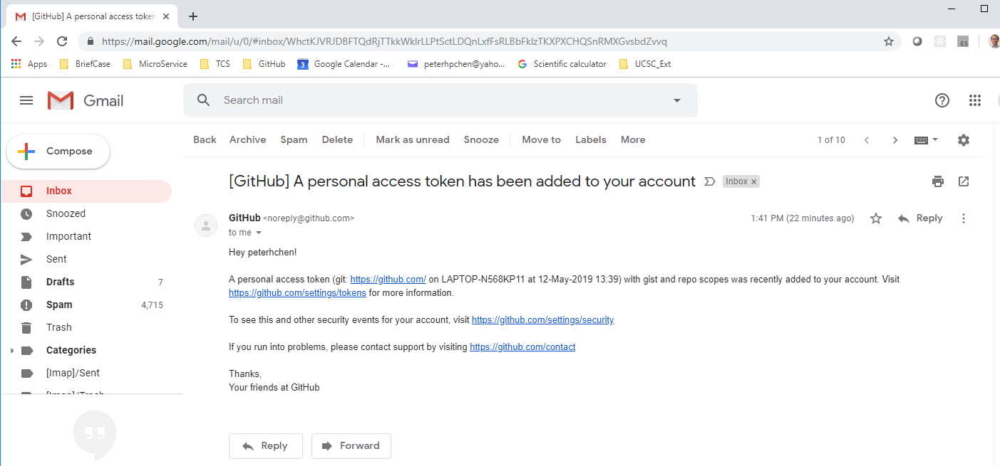 [GitHub] A personal access token
https://mail.google.com/mail/u/0/#inbox/WhctKJVRJDBFTQdRjTTkkWklrLLPtSctLDQnLxfFsRLBbFklzTKXPXCHQSnRMXGvsbdZvvq
ES
Apps BriefCase MicroService TCS GitHub 3 Google Calendar -... peterhpchen@yaho... Scientific calculator UCSC_Ext
Gmail Search mail
Back Archive Spam Delete Mark as unread Snooze Move to Labels More 1 of 10
Compose
[GitHub] A personal access token has been added to your account Inbox ×
Inbox
Snoozed
Important
Sent
Drafts 7
Spam 4,715
Trash
Categories
[Imap]/Sent
[Imap]/Trash
GitHub <noreply@github.com> 1:41 PM (22 minutes ago) Reply
to me
Hey peterhchen!
A personal access token (git: https://github.com/ on LAPTOP-N568KP11 at 12-May-2019 13:39) with gist and repo scopes was recently added to your account. Visit
https://github.com/settings/tokens for more information.
To see this and other security events for your account, visit https://github.com/settings/security
If you run into problems, please contact support by visiting https://github.com/contact
Thanks,
Your friends at GitHub
Reply Forward